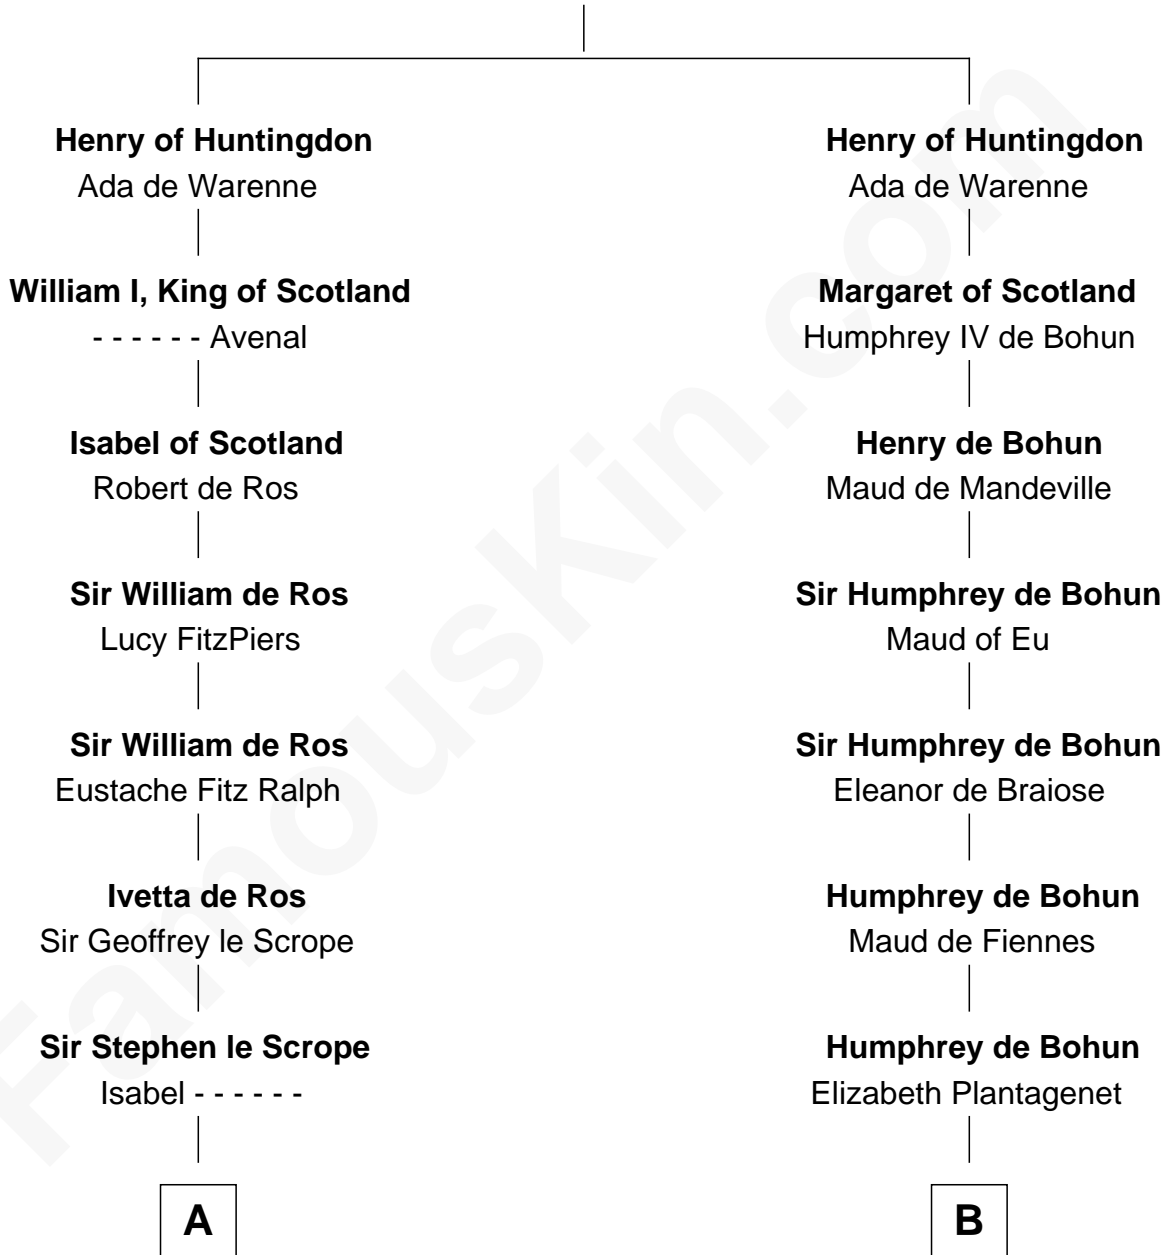 Henry of Huntingdon
Ada de Warenne
William I, King of Scotland
- - - - - - Avenal
Isabel of Scotland
Robert de Ros
Sir William de Ros
Lucy FitzPiers
Sir William de Ros
Eustache Fitz Ralph
Ivetta de Ros
Sir Geoffrey le Scrope
Sir Stephen le Scrope
Isabel - - - - - -
A
Henry of Huntingdon
Ada de Warenne
Margaret of Scotland
Humphrey IV de Bohun
Henry de Bohun
Maud de Mandeville
Sir Humphrey de Bohun
Maud of Eu
Sir Humphrey de Bohun
Eleanor de Braiose
Humphrey de Bohun
Maud de Fiennes
Humphrey de Bohun
Elizabeth Plantagenet
B
FamousKin.com